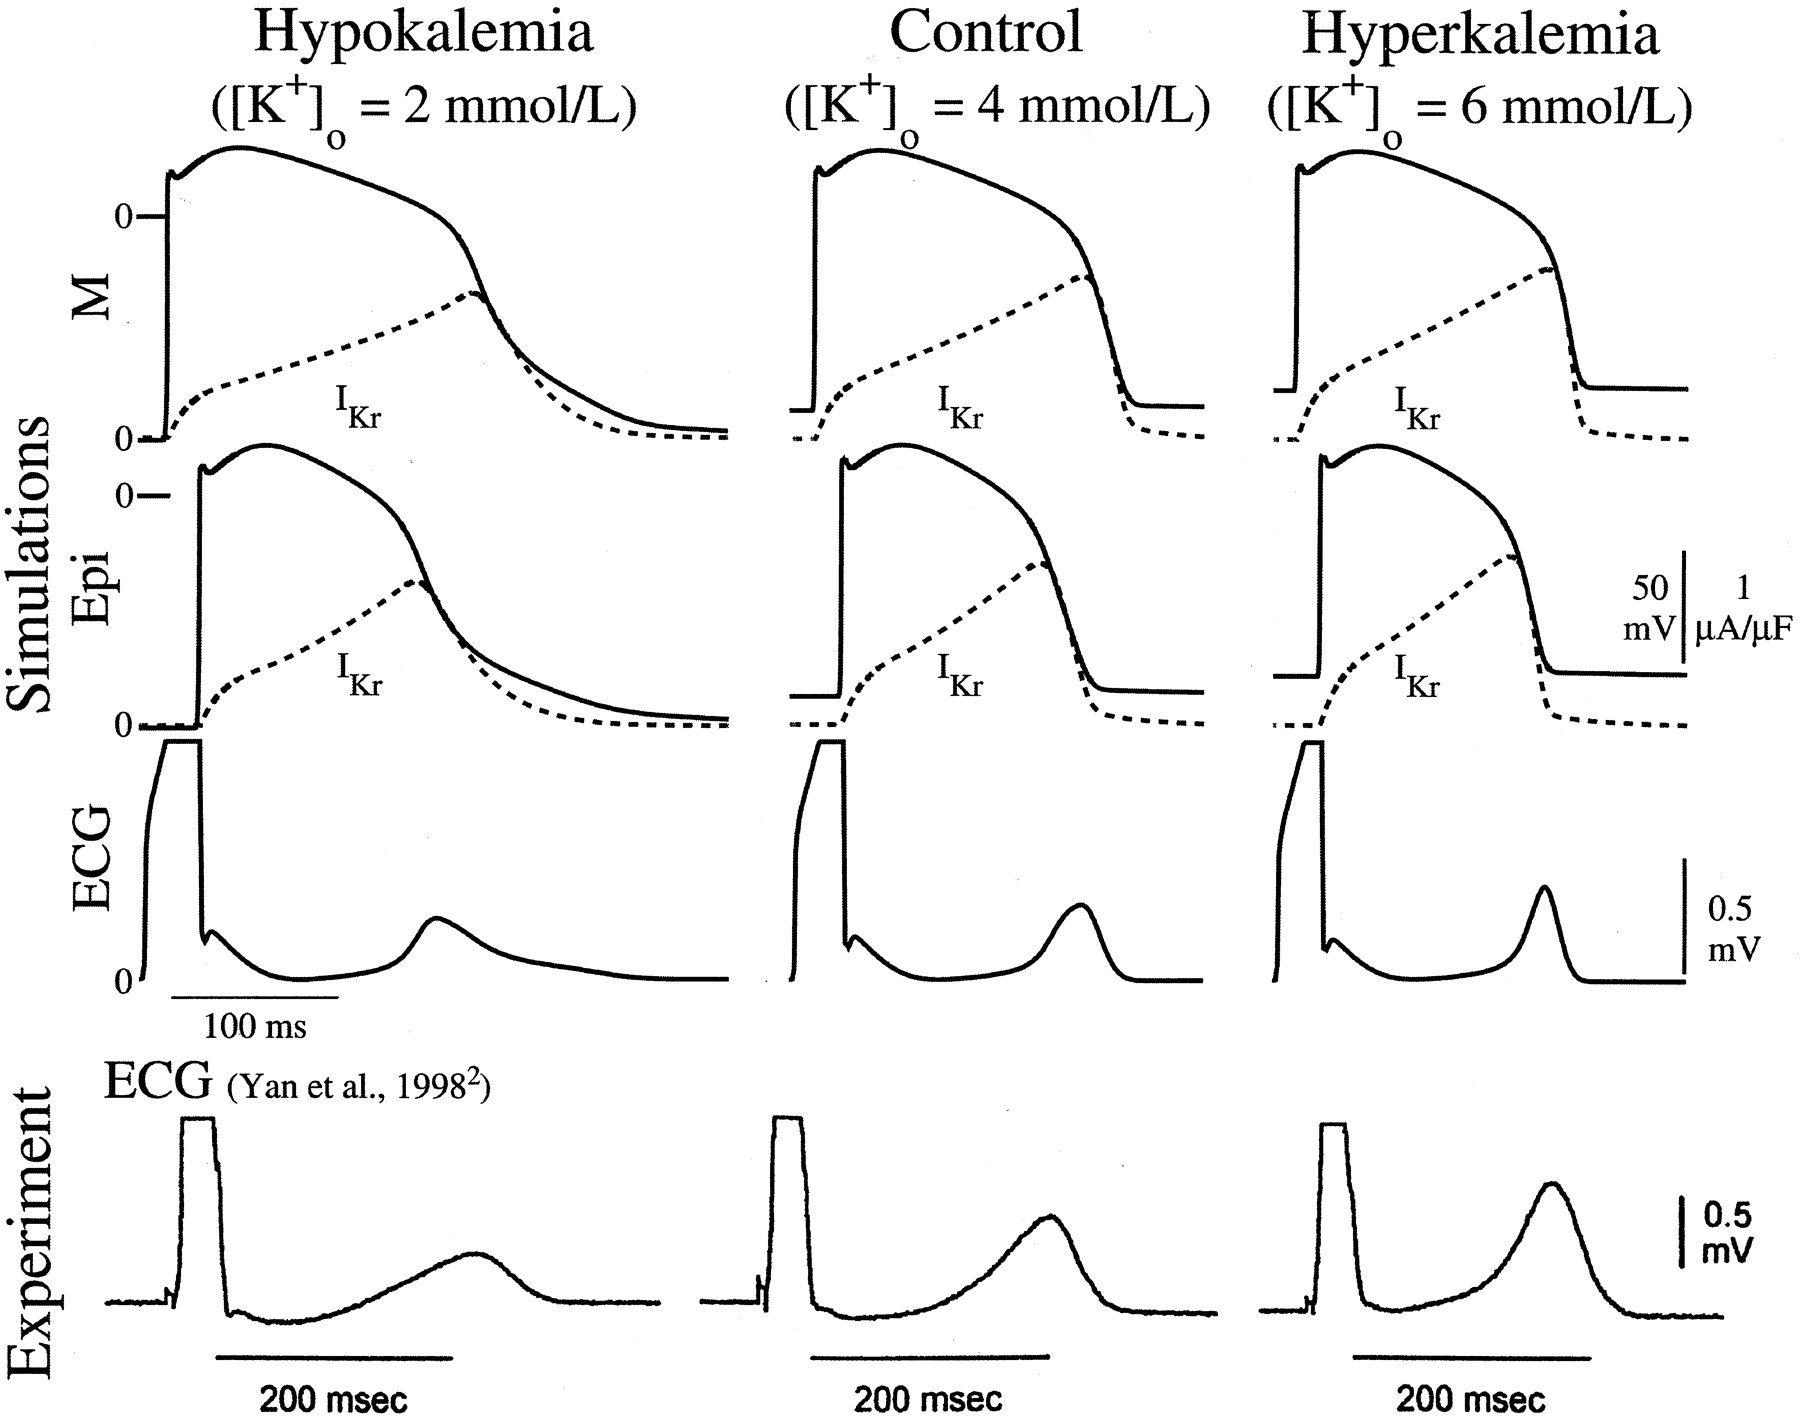 Hypokalemia
([K+]o = 2 mmol/L)
Control
([K+]o = 4 mmol/L)
Hyperkalemia
([K+]o = 6 mmol/L)
Simulations
M
0
0
IKr
IKr
IKr
Epi
0
0
IKr
IKr
IKr
50 mV
1 μA/μF
ECG
0
100 ms
0.5
mV
Experiment
ECG (Yan et al., 1998²)
0.5
mV
200 msec
200 msec
200 msec